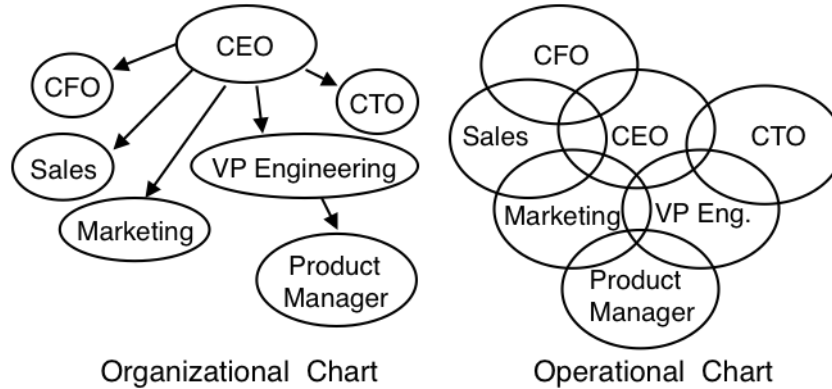 CEO
CFO
CTO
Sales
VP Engineering
Marketing
Product
Manager
Organizational Chart
CFO
Sales
CEO
CTO
Marketing
VP Eng.
Product
Manager
Operational Chart